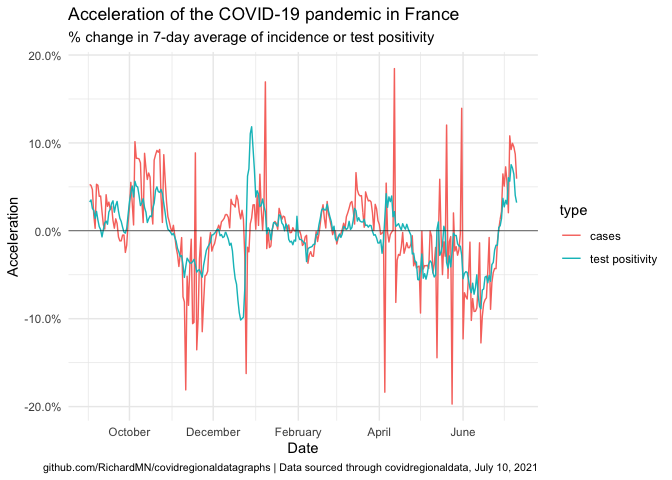 Acceleration of the COVID-19 pandemic in France
% change in 7-day average of incidence or test positivity
20.0%
10.0%
0.0%
-10.0%
-20.0%
Acceleration
October December February April June
Date
type
cases
test positivity
github.com/RichardMN/covidregionaldatagraphs | Data sourced through covidregionaldata, July 10, 2021